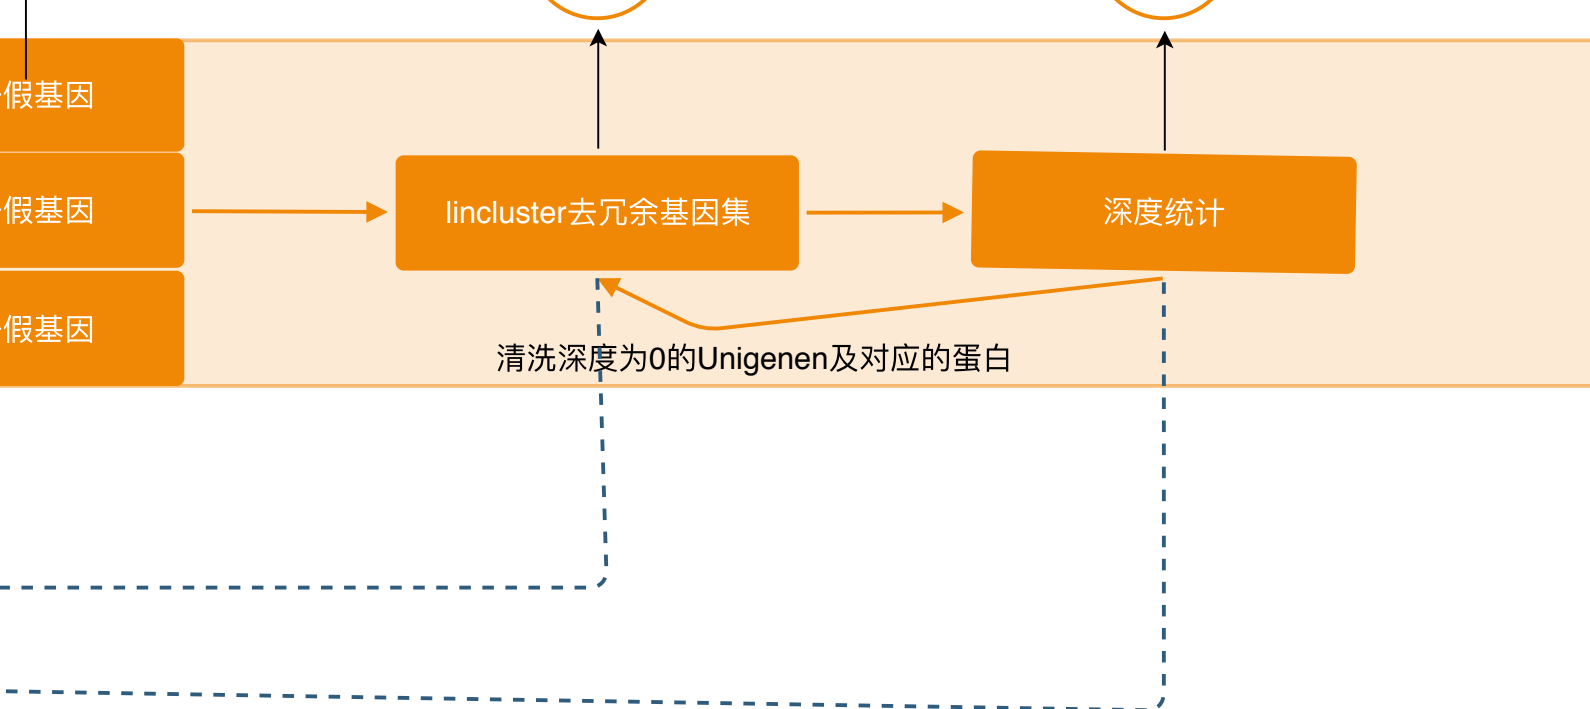 假基因
假基因
lincluster去冗余基因集
深度统计
假基因
清洗深度为0的Unigenen及对应的蛋白